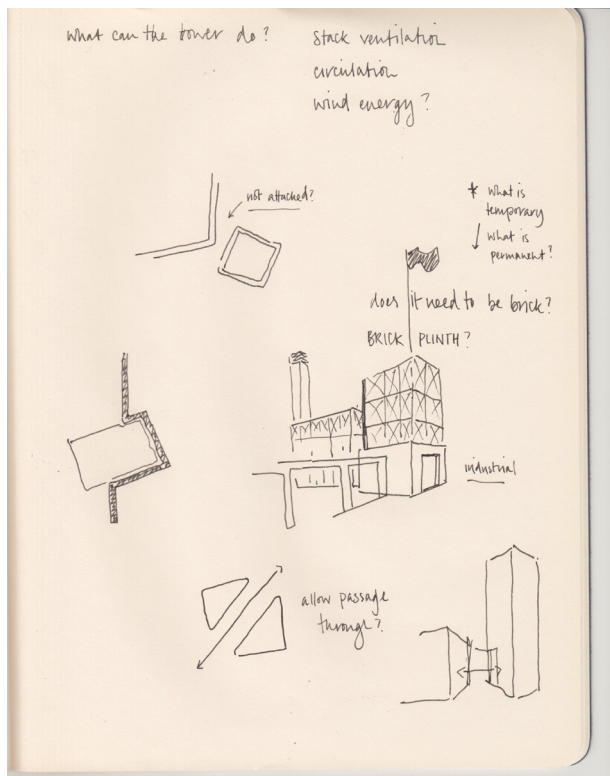 what can the tower do?
stack ventilation
circulation
wind energy?
not attached?
* what is
temporary
what is
permanent?
does it need to be brick?
BRICK PLINTH?
industrial
allow passage
through?